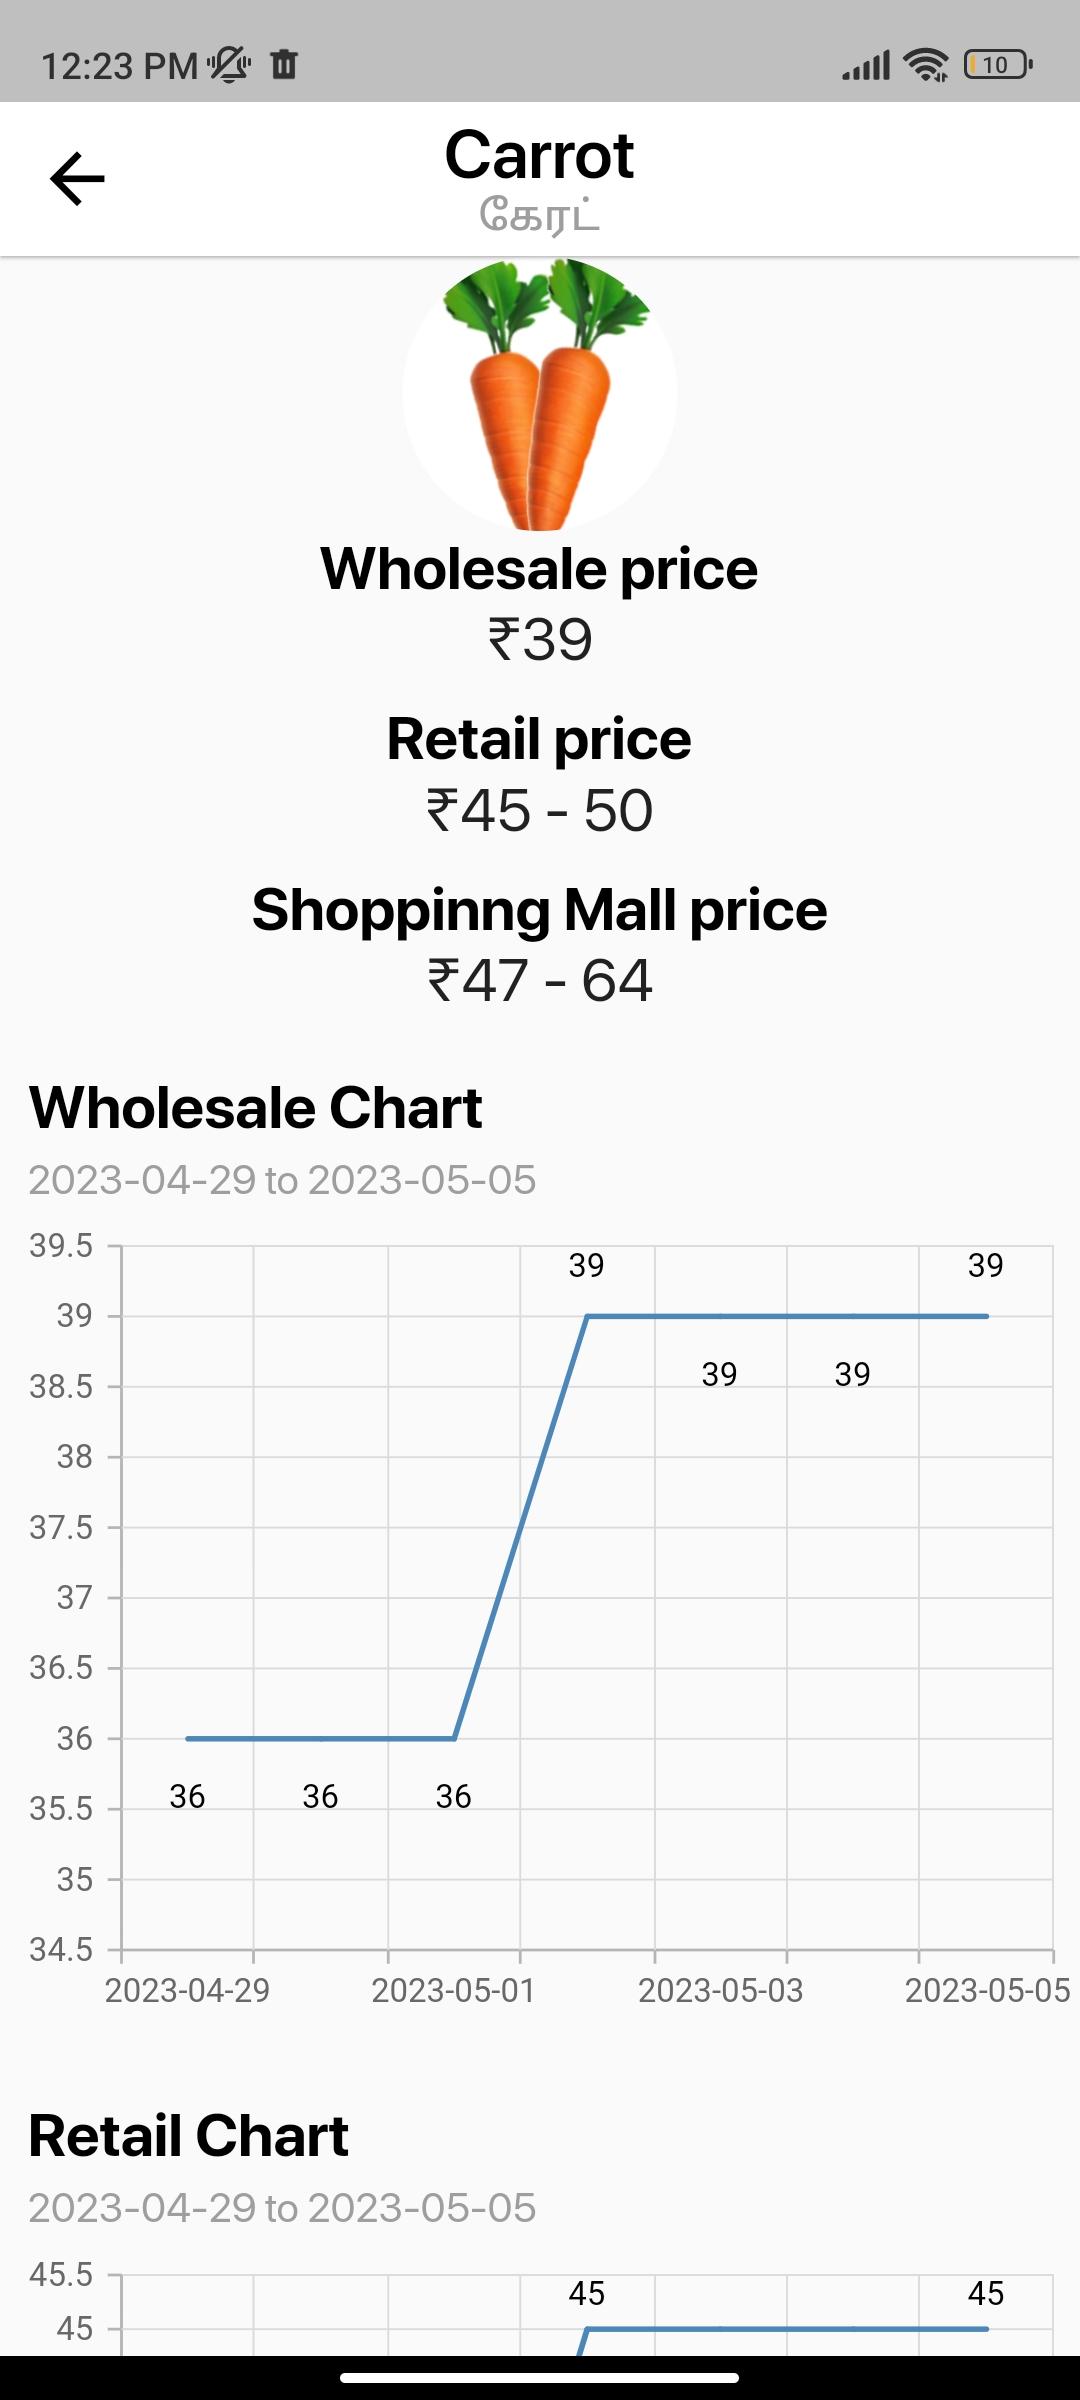 12:23 PM 10
Carrot
கேரட்
Wholesale price
₹39
Retail price
₹45 - 50
Shoppinng Mall price
₹47 - 64
Wholesale Chart
2023-04-29 to 2023-05-05
39.5
39 39
39
39 39
38.5
38
37.5
37
36.5
36
36 36 36
35.5
35
34.5
2023-04-29 2023-05-01 2023-05-03 2023-05-05
Retail Chart
2023-04-29 to 2023-05-05
45.5
45 45
45